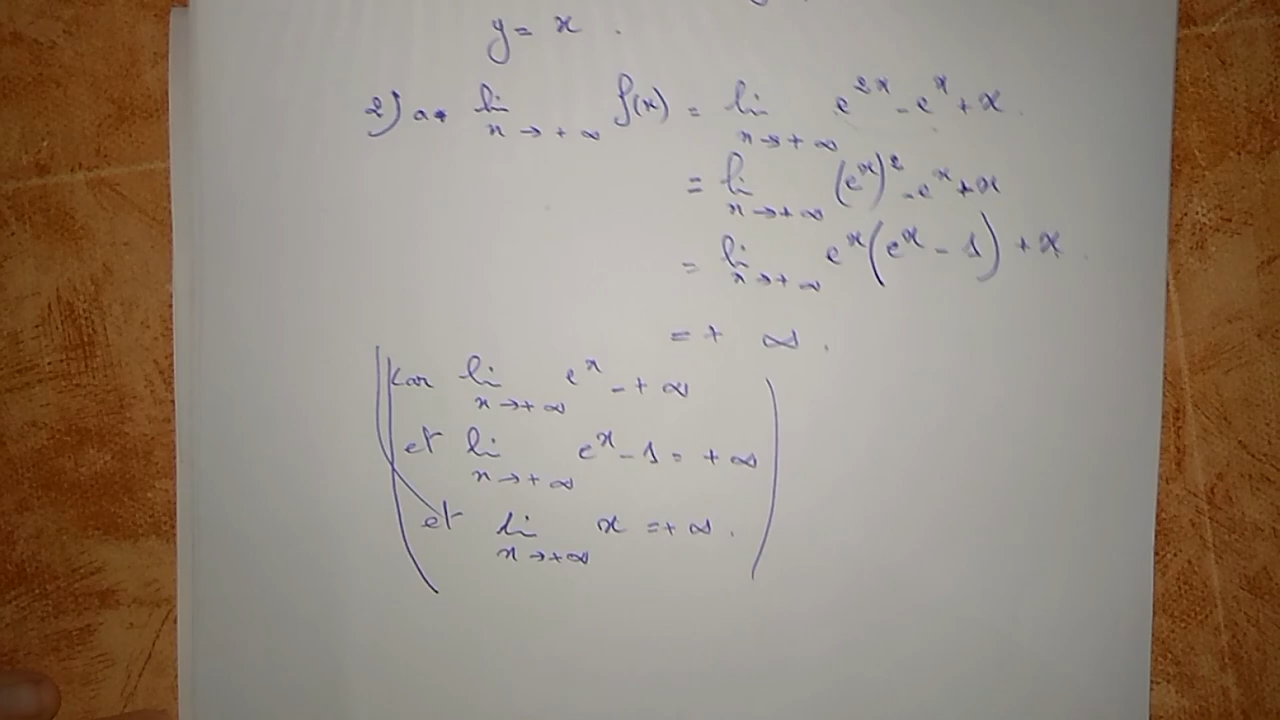 y = x .
2) a. lim f(x) = lim e^{2x} - e^x + x .
x → + ∞ x → + ∞
= lim (e^x)^2 - e^x + x
x → + ∞
= lim e^x (e^x - 1) + x .
x → + ∞
= + ∞ .
(car lim e^x = + ∞
x → + ∞
et lim e^x - 1 = + ∞
x → + ∞
et lim x = + ∞ . )
x → + ∞